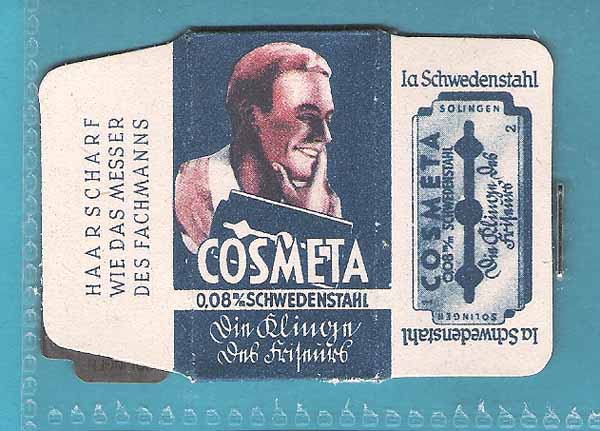 HAARSCHARF
WIE DAS MESSER
DES FACHMANNS
COSMETA
0,08 m/m SCHWEDENSTAHL
Die Klinge
des Friseurs
Ia Schwedenstahl
SOLINGEN
2
COSMETA
0,08 m/m SCHWEDENSTAHL
Die Klinge des
Friseurs
SOLINGEN
Ia Schwedenstahl